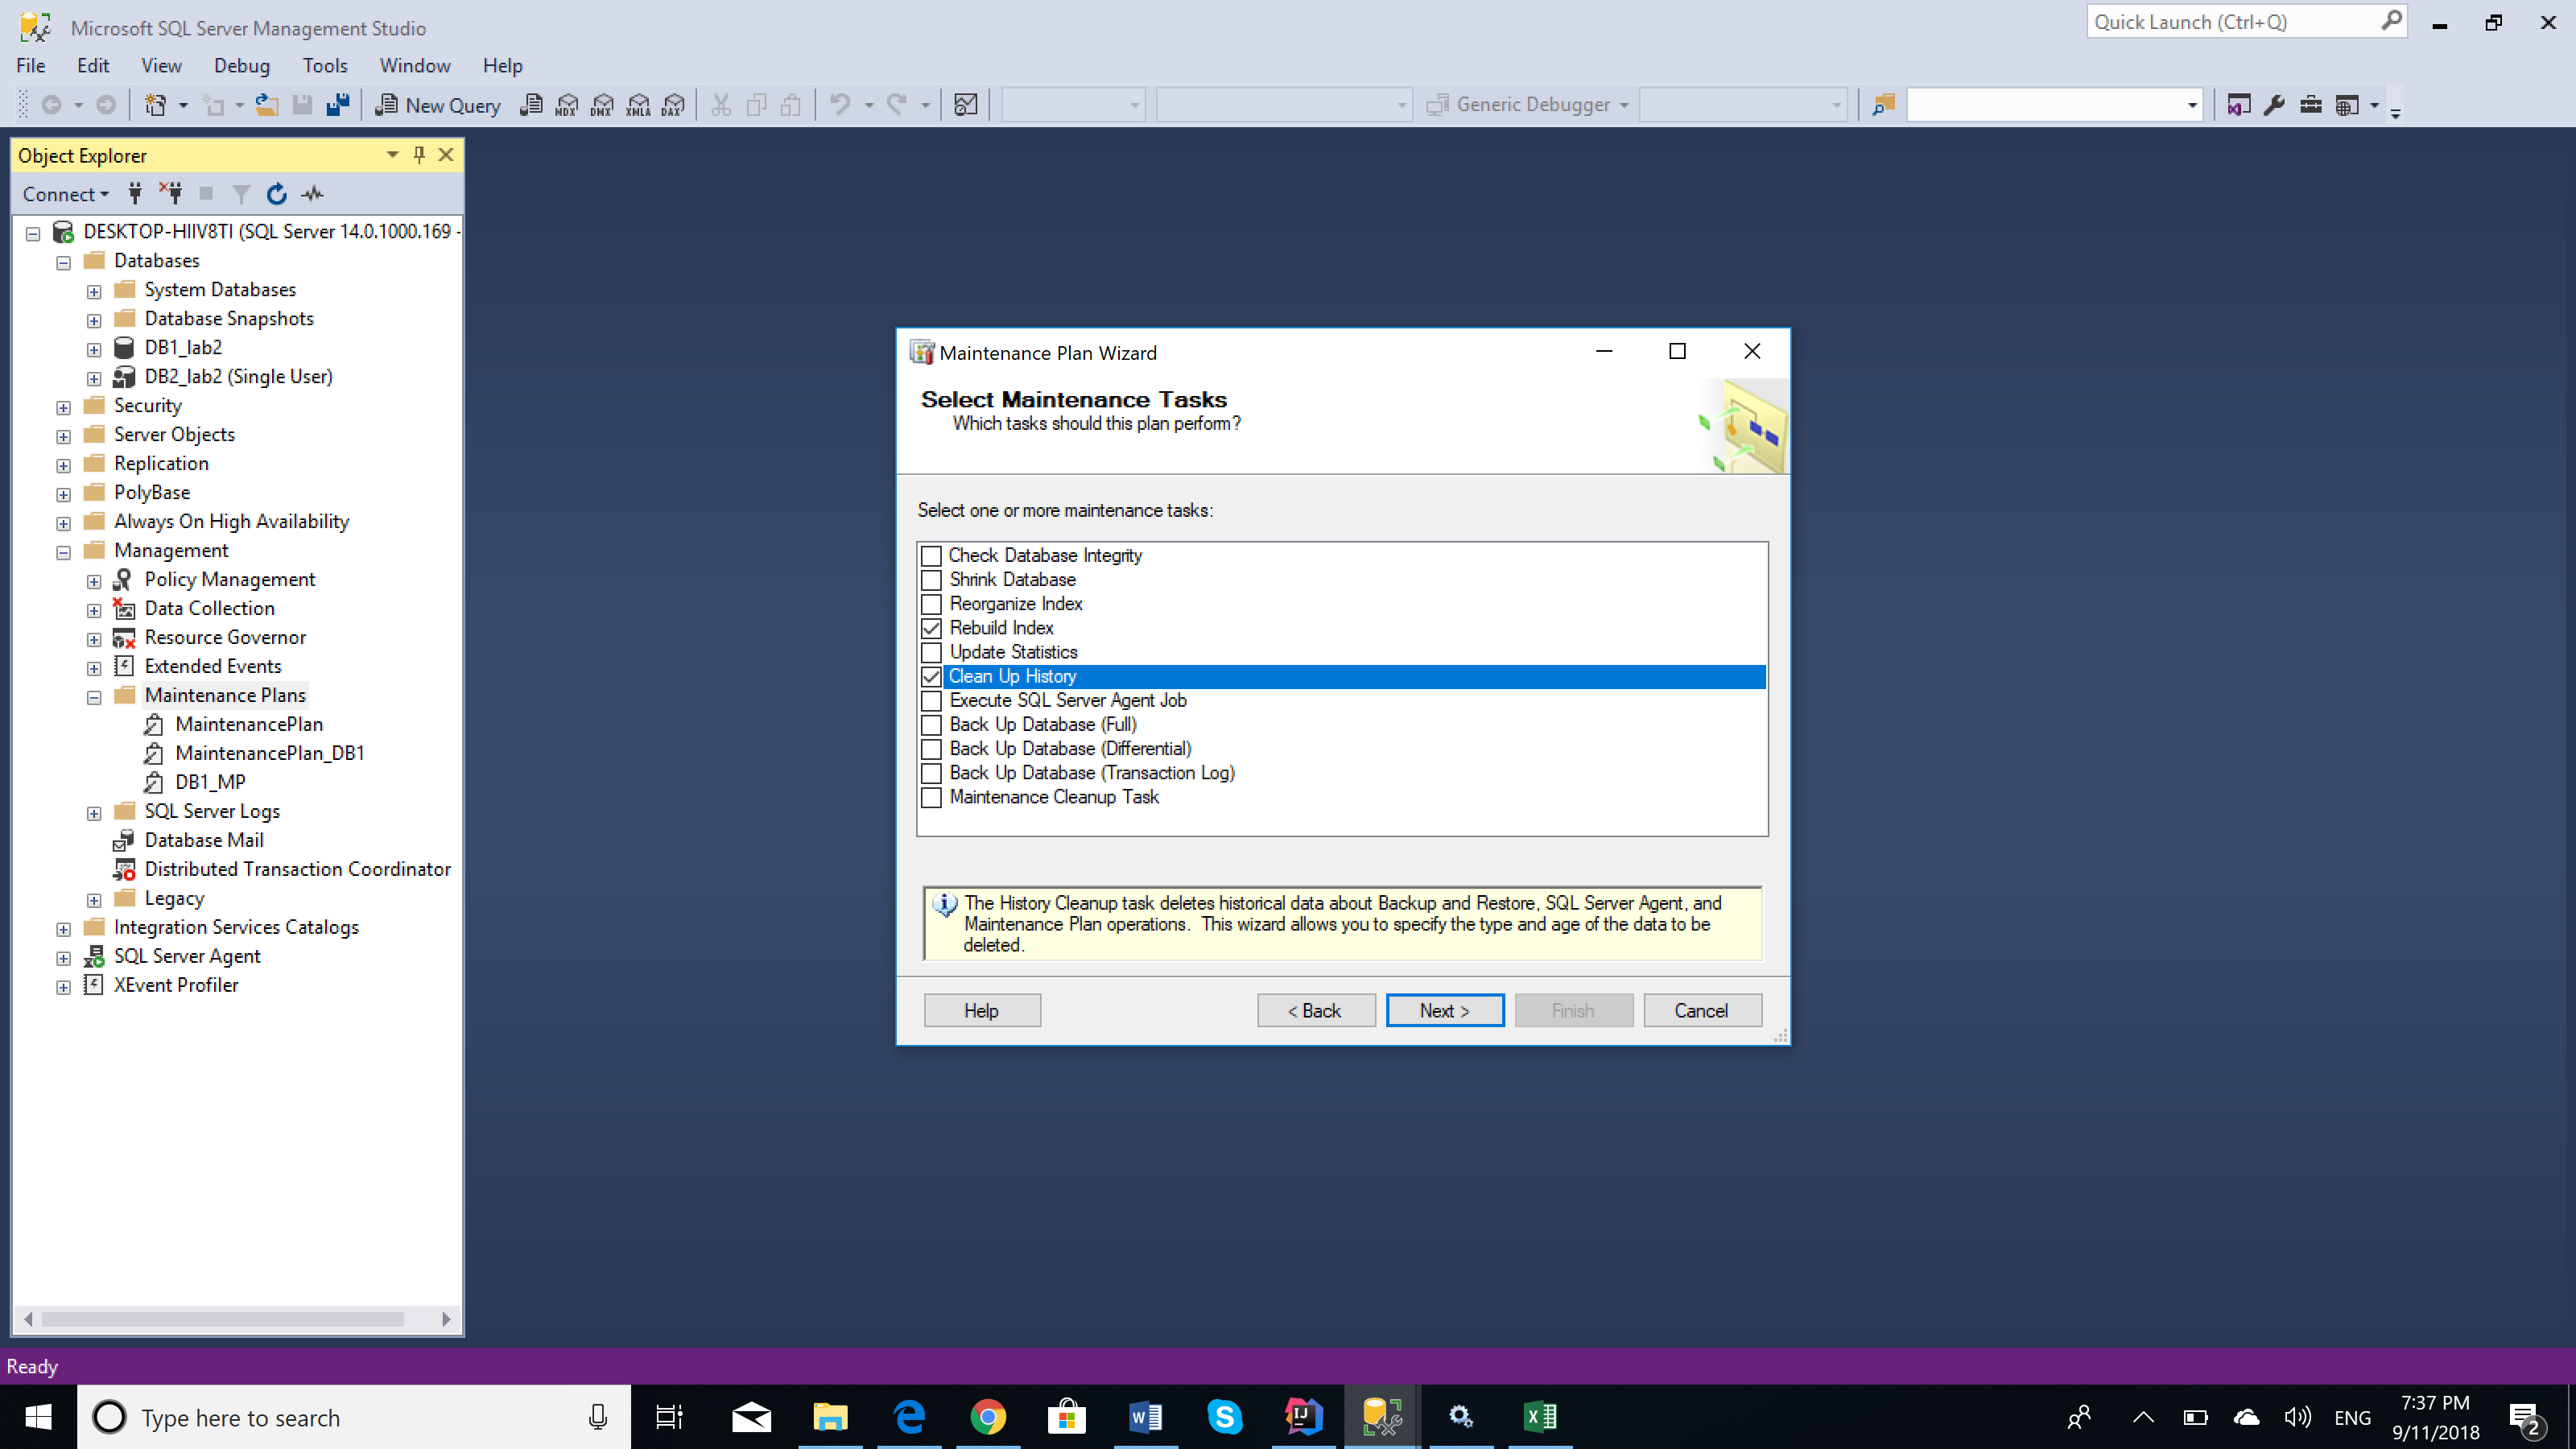 Microsoft SQL Server Management Studio
Quick Launch (Ctrl+Q)
File Edit View Debug Tools Window Help
New Query MDX DMX XMLA DAX Generic Debugger
Object Explorer
Connect
DESKTOP-HIIV8TI (SQL Server 14.0.1000.169 -
Databases
System Databases
Database Snapshots
DB1_lab2
DB2_lab2 (Single User)
Security
Server Objects
Replication
PolyBase
Always On High Availability
Management
Policy Management
Data Collection
Resource Governor
Extended Events
Maintenance Plans
MaintenancePlan
MaintenancePlan_DB1
DB1_MP
SQL Server Logs
Database Mail
Distributed Transaction Coordinator
Legacy
Integration Services Catalogs
SQL Server Agent
XEvent Profiler
Maintenance Plan Wizard
Select Maintenance Tasks
Which tasks should this plan perform?
Select one or more maintenance tasks:
Check Database Integrity
Shrink Database
Reorganize Index
Rebuild Index
Update Statistics
Clean Up History
Execute SQL Server Agent Job
Back Up Database (Full)
Back Up Database (Differential)
Back Up Database (Transaction Log)
Maintenance Cleanup Task
The History Cleanup task deletes historical data about Backup and Restore, SQL Server Agent, and
Maintenance Plan operations. This wizard allows you to specify the type and age of the data to be
deleted.
Help < Back Next > Finish Cancel
Ready
Type here to search
ENG
7:37 PM
9/11/2018
2